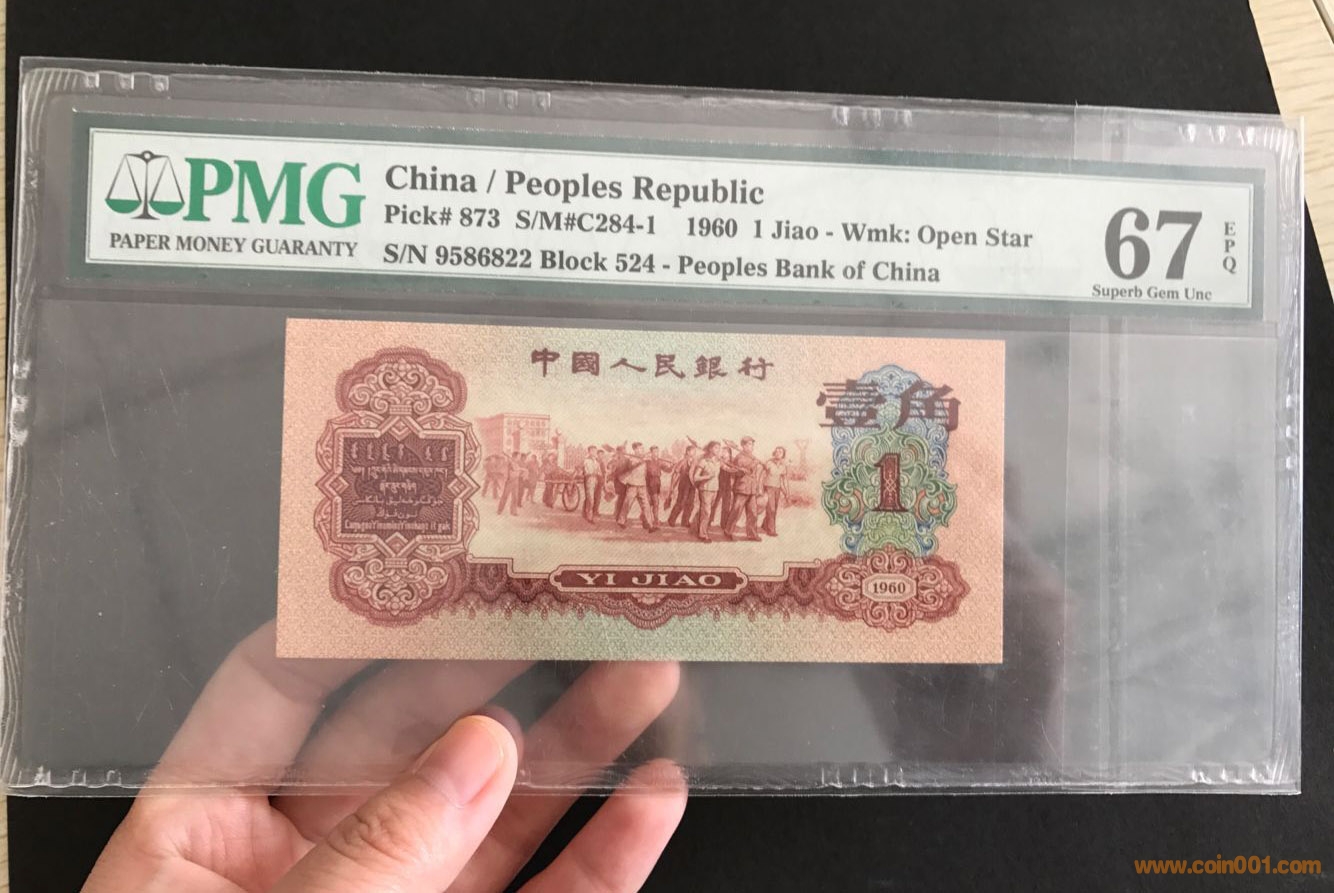 PMG
PAPER MONEY GUARANTY
China / Peoples Republic
Pick# 873 S/M#C284-1 1960 1 Jiao - Wmk: Open Star
S/N 9586822 Block 524 - Peoples Bank of China
67
EPQ
Superb Gem Unc
中國人民銀行
壹角
1
YI JIAO
1960
www.coin001.com